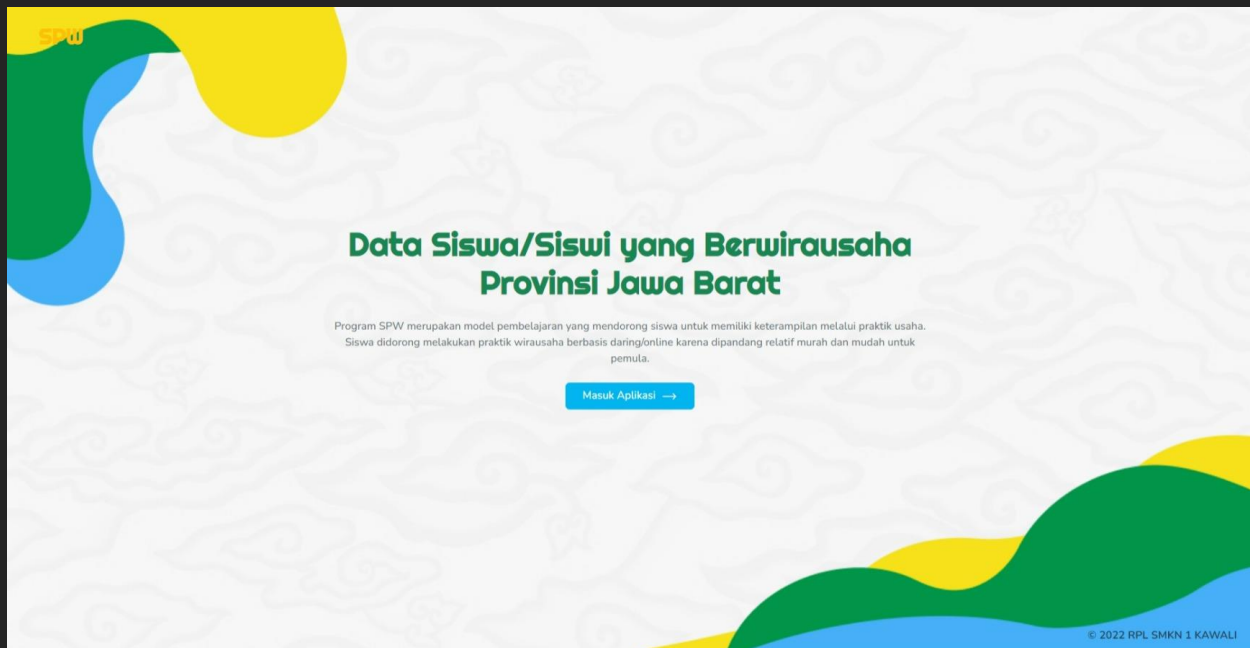 SPW
Data Siswa/Siswi yang Berwirausaha
Provinsi Jawa Barat
Program SPW merupakan model pembelajaran yang mendorong siswa untuk memiliki keterampilan melalui praktik usaha.
Siswa didorong melakukan praktik wirausaha berbasis daring/online karena dipandang relatif murah dan mudah untuk
pemula.
Masuk Aplikasi →
© 2022 RPL SMKN 1 KAWALI